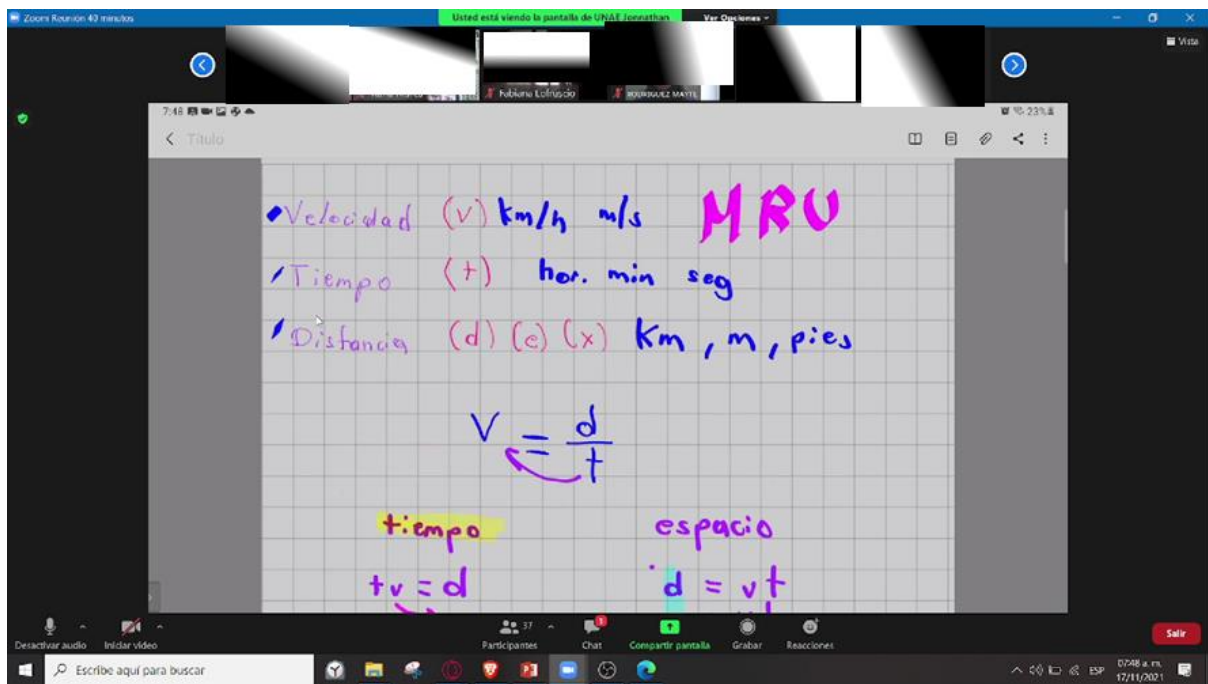 Zoom Reunión 40 minutos
Usted está viendo la pantalla de UNAE Jonnathan
Ver Opciones
Vista
Fabiana Lofruscio
RODRIGUEZ MAYTE
7:48
23%
Título
Velocidad (v) km/h m/s MRU
Tiempo (t) hor. min seg
Distancia (d) (e) (x) Km, m, pies
V = d/t
tiempo espacio
tv = d d = vt
Desactivar audio Iniciar video 37 Participantes 1 Chat Compartir pantalla Grabar Reacciones Salir
Escribe aquí para buscar
ESP 07:48 a. m.
17/11/2021